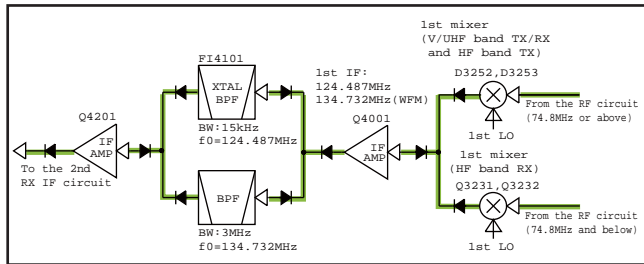 1st mixer
(V/UHF band TX/RX
and HF band TX)
D3252,D3253
FI4101
XTAL
BPF
BW:15kHz
f0=124.487MHz
1st IF:
124.487MHz
134.732MHz(WFM)
Q4001
IF
AMP
From the RF circuit
(74.8MHz or above)
1st LO
Q4201
IF
AMP
To the 2nd
RX IF circuit
BPF
BW:3MHz
f0=134.732MHz
1st mixer
(HF band RX)
Q3231,Q3232
From the RF circuit
(74.8MHz and below)
1st LO